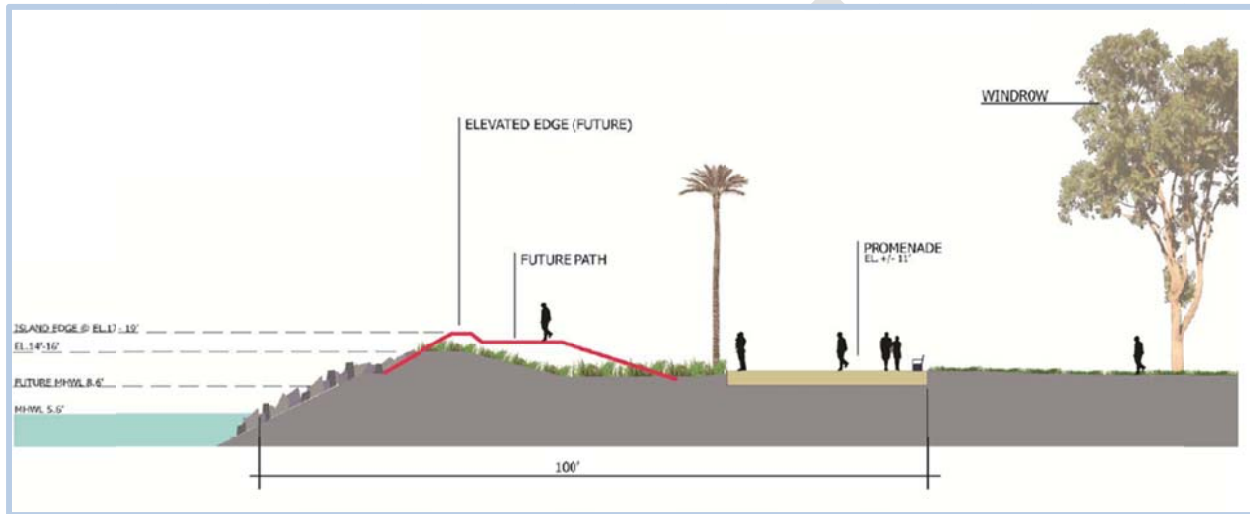 WINDROW
ELEVATED EDGE (FUTURE)
PROMENADE
EL. +/- 11'
FUTURE PATH
ISLAND EDGE @ EL.17 - 19'
EL.14'-16'
FUTURE MHWL 8.6'
MHWL 5.6'
100'